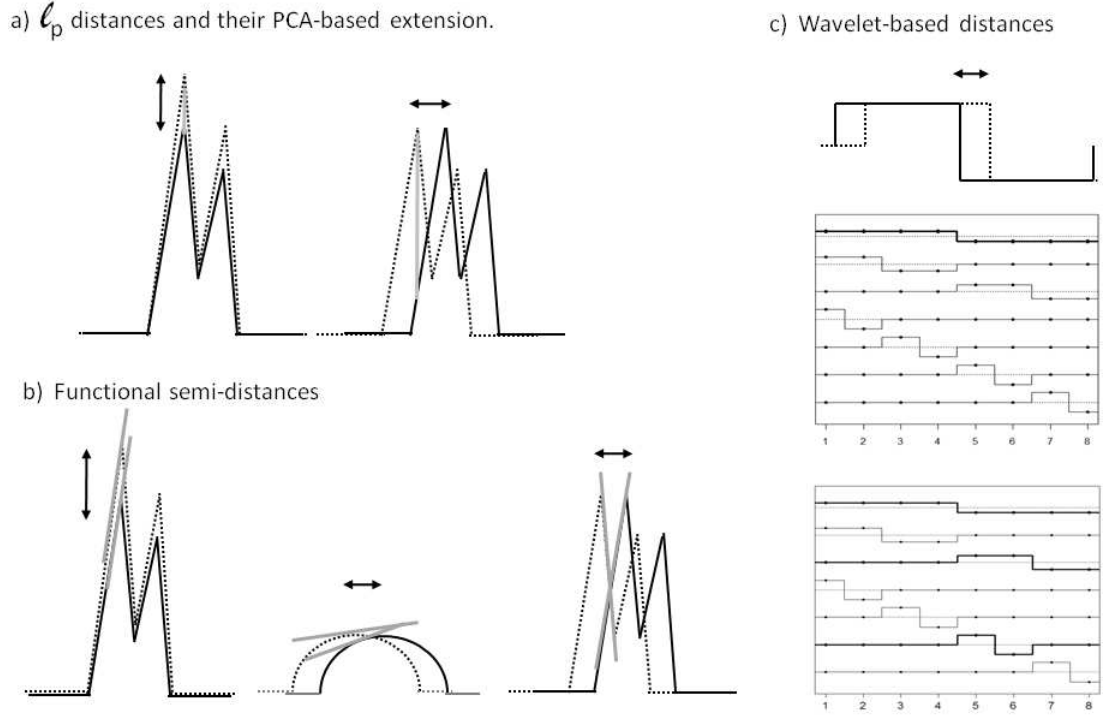 a) ℓp distances and their PCA-based extension.
c) Wavelet-based distances
b) Functional semi-distances
1 2 3 4 5 6 7 8
1 2 3 4 5 6 7 8